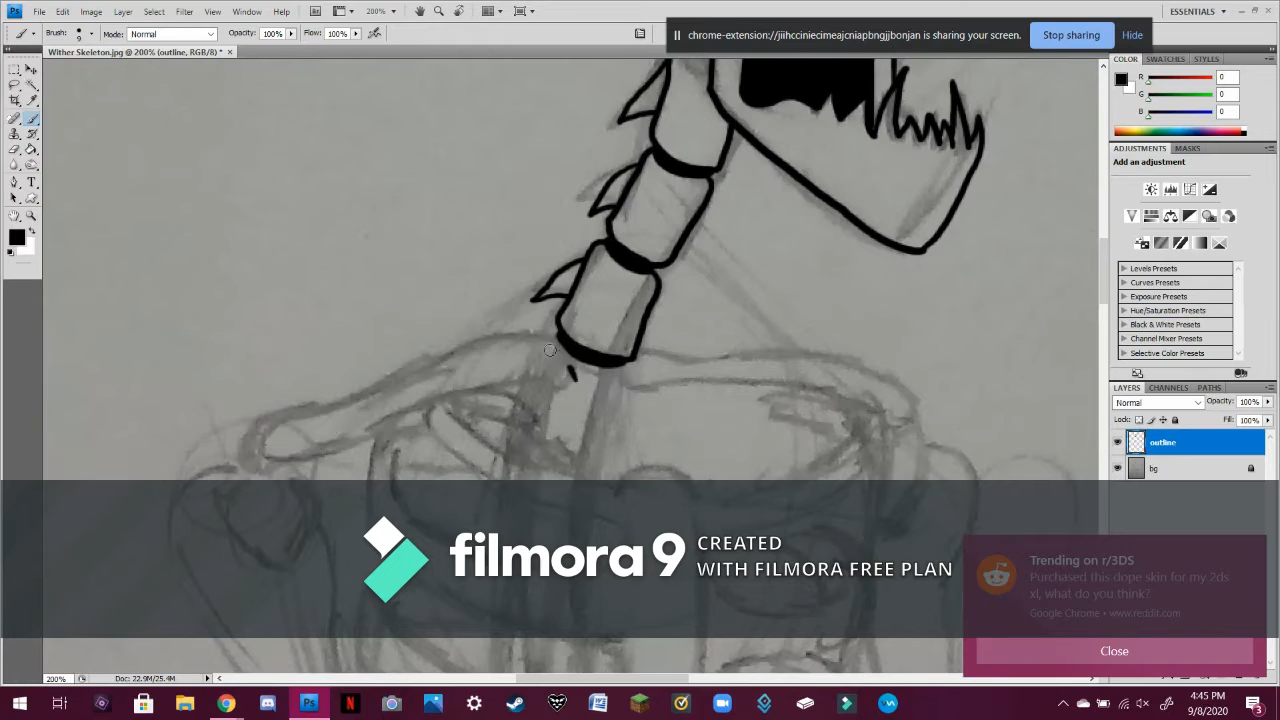 Ps File Edit Image Layer Select Filter View Window Help 200% ESSENTIALS
Brush: 9 Mode: Normal Opacity: 100% Flow: 100%
chrome-extension://jiihcciniecimeajcniapbngjjbonjan is sharing your screen. Stop sharing Hide
Wither Skeleton.jpg @ 200% (outline, RGB/8) * ×
COLOR SWATCHES STYLES
R 0
G 0
B 0
ADJUSTMENTS MASKS
Add an adjustment
Levels Presets
Curves Presets
Exposure Presets
Hue/Saturation Presets
Black & White Presets
Channel Mixer Presets
Selective Color Presets
LAYERS CHANNELS PATHS
Normal Opacity: 100%
Lock: Fill: 100%
outline
bg
filmora 9 CREATED
WITH FILMORA FREE PLAN
Trending on r/3DS
Purchased this dope skin for my 2ds
xl, what do you think?
Google Chrome • www.reddit.com
Close
200% Doc: 22.9M/25.4M
4:45 PM
9/8/2020
3